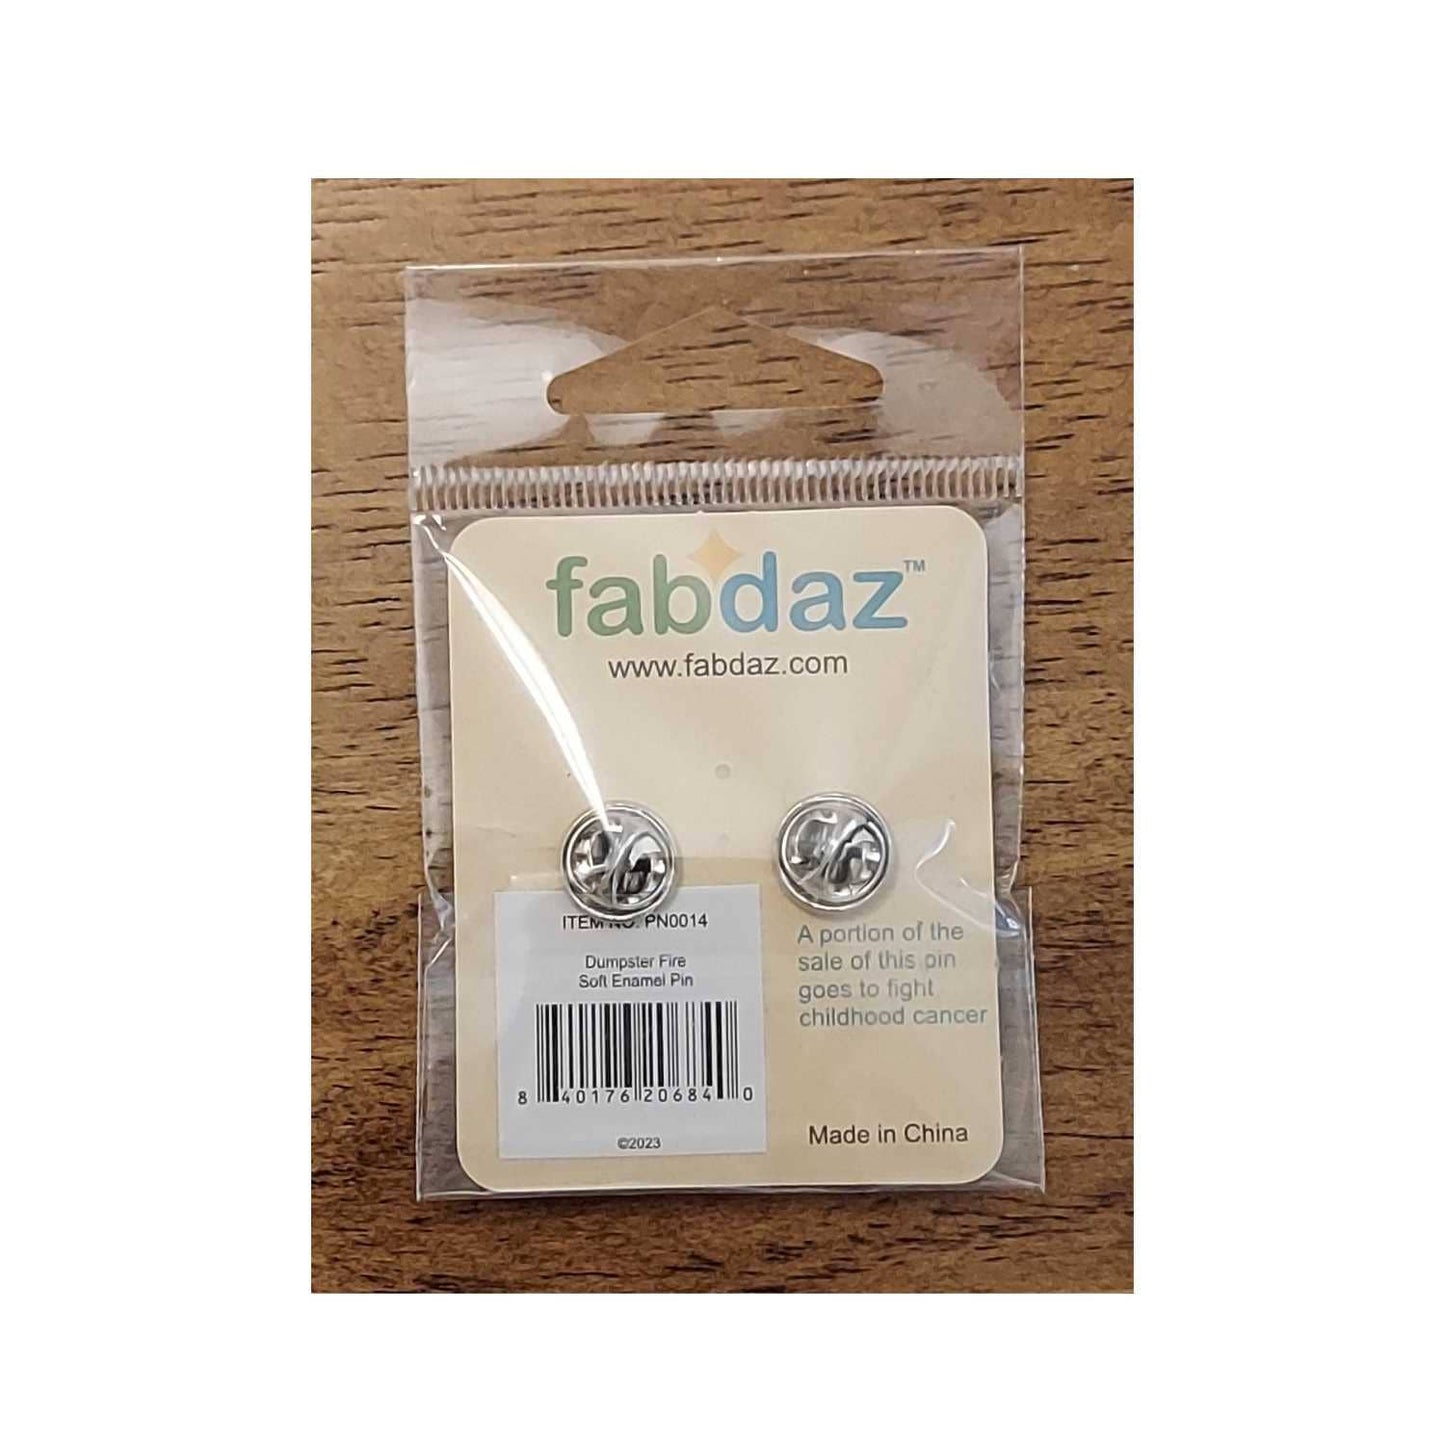 fabdaz™
www.fabdaz.com
ITEM NO. PN0014
Dumpster Fire
Soft Enamel Pin
8 40176 20684 0
©2023
A portion of the
sale of this pin
goes to fight
childhood cancer
Made in China